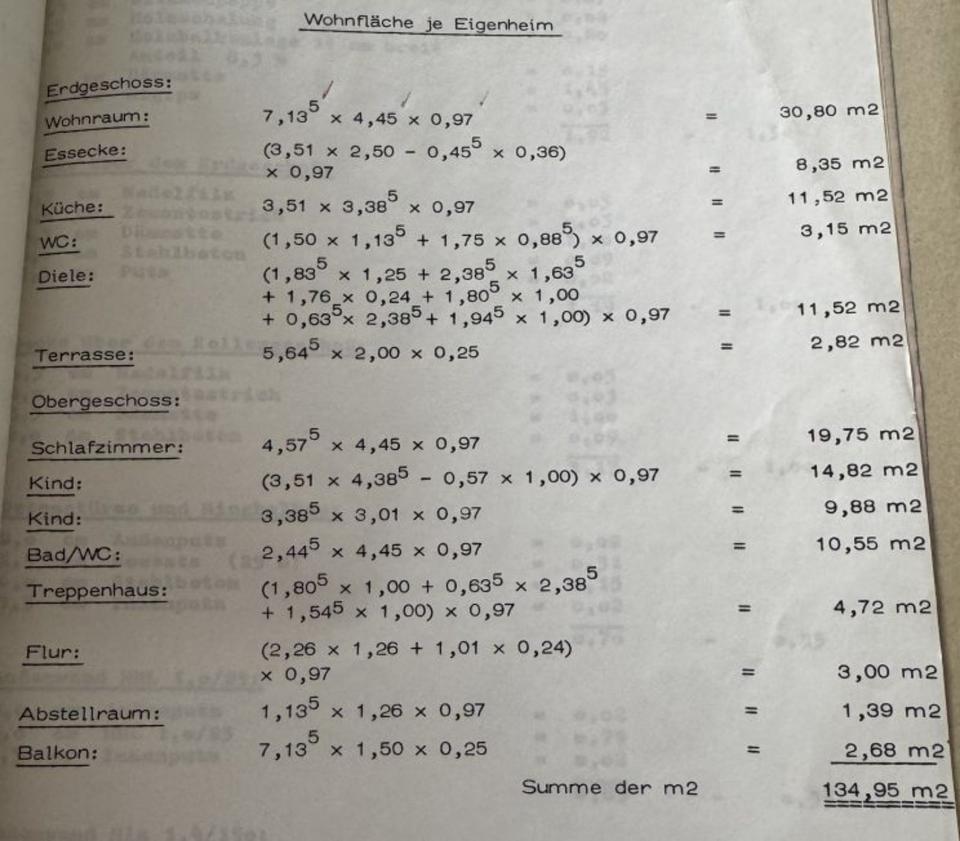 Wohnfläche je Eigenheim
Erdgeschoss:
Wohnraum: 7,13⁵ x 4,45 x 0,97 = 30,80 m2
Essecke: (3,51 x 2,50 - 0,45⁵ x 0,36)
x 0,97 = 8,35 m2
Küche: 3,51 x 3,38⁵ x 0,97 = 11,52 m2
WC: (1,50 x 1,13⁵ + 1,75 x 0,88⁵) x 0,97 = 3,15 m2
Diele: (1,83⁵ x 1,25 + 2,38⁵ x 1,63⁵
+ 1,76 x 0,24 + 1,80⁵ x 1,00
+ 0,63⁵x 2,38⁵+ 1,94⁵ x 1,00) x 0,97 = 11,52 m2
Terrasse: 5,64⁵ x 2,00 x 0,25 = 2,82 m2
Obergeschoss:
Schlafzimmer: 4,57⁵ x 4,45 x 0,97 = 19,75 m2
Kind: (3,51 x 4,38⁵ - 0,57 x 1,00) x 0,97 = 14,82 m2
Kind: 3,38⁵ x 3,01 x 0,97 = 9,88 m2
Bad/WC: 2,44⁵ x 4,45 x 0,97 = 10,55 m2
Treppenhaus: (1,80⁵ x 1,00 + 0,63⁵ x 2,38⁵
+ 1,54⁵ x 1,00) x 0,97 = 4,72 m2
Flur: (2,26 x 1,26 + 1,01 x 0,24)
x 0,97 = 3,00 m2
Abstellraum: 1,13⁵ x 1,26 x 0,97 = 1,39 m2
Balkon: 7,13⁵ x 1,50 x 0,25 = 2,68 m2
Summe der m2 134,95 m2